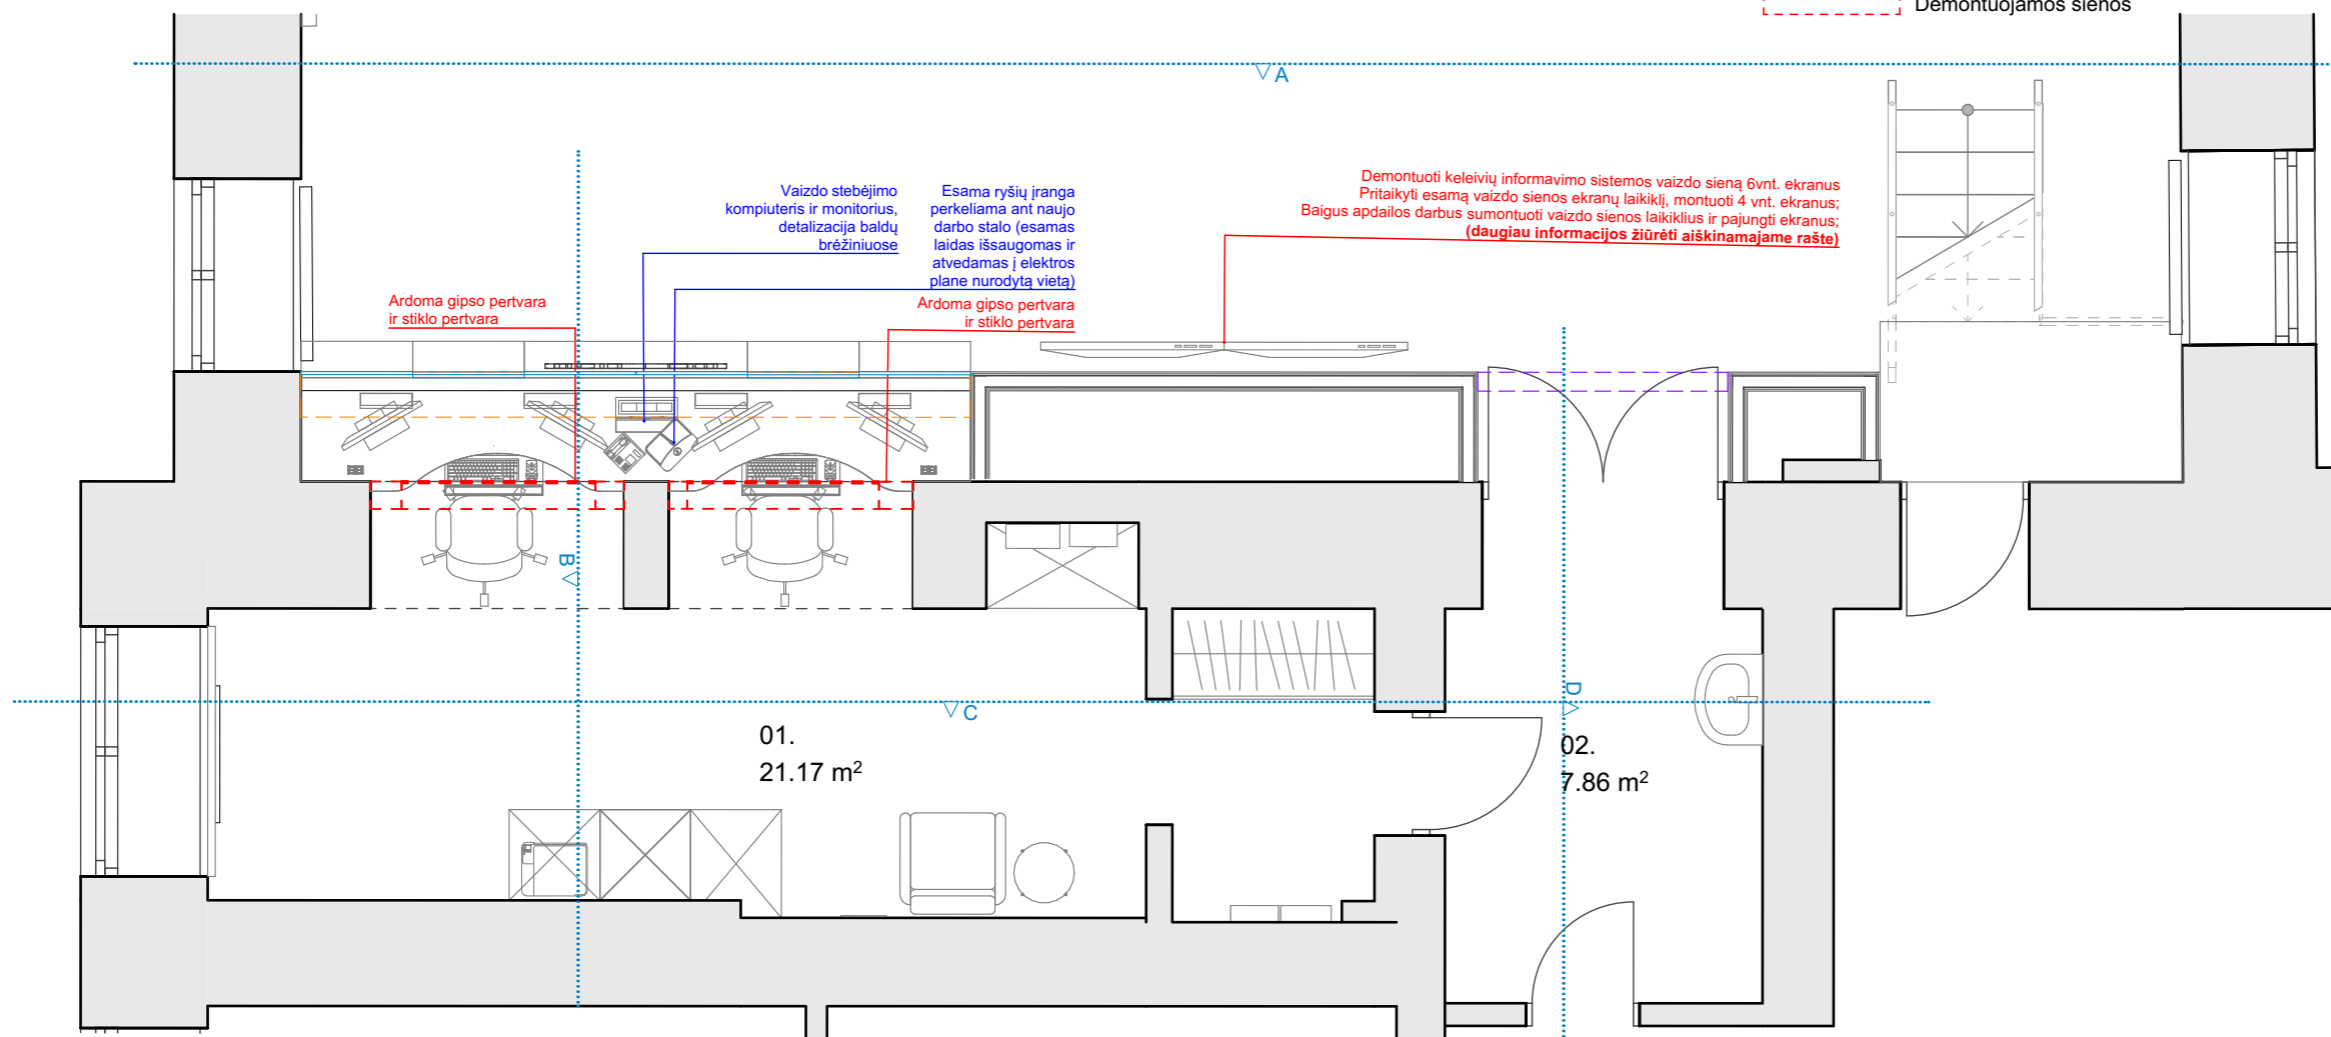 Demontuojamos sienos
A
Vaizdo stebėjimo
kompiuteris ir monitorius,
detalizacija baldų
brėžiniuose
Esama ryšių įranga
perkeliama ant naujo
darbo stalo (esamas
laidas išsaugomas ir
atvedamas į elektros
plane nurodytą vietą)
Demontuoti keleivių informavimo sistemos vaizdo sieną 6vnt. ekranus
Pritaikyti esamą vaizdo sienos ekranų laikiklį, montuoti 4 vnt. ekranus;
Baigus apdailos darbus sumontuoti vaizdo sienos laikiklius ir pajungti ekranus;
(daugiau informacijos žiūrėti aiškinamajame rašte)
Ardoma gipso pertvara
ir stiklo pertvara
Ardoma gipso pertvara
ir stiklo pertvara
B
D
C
01.
21.17 m²
02.
7.86 m²